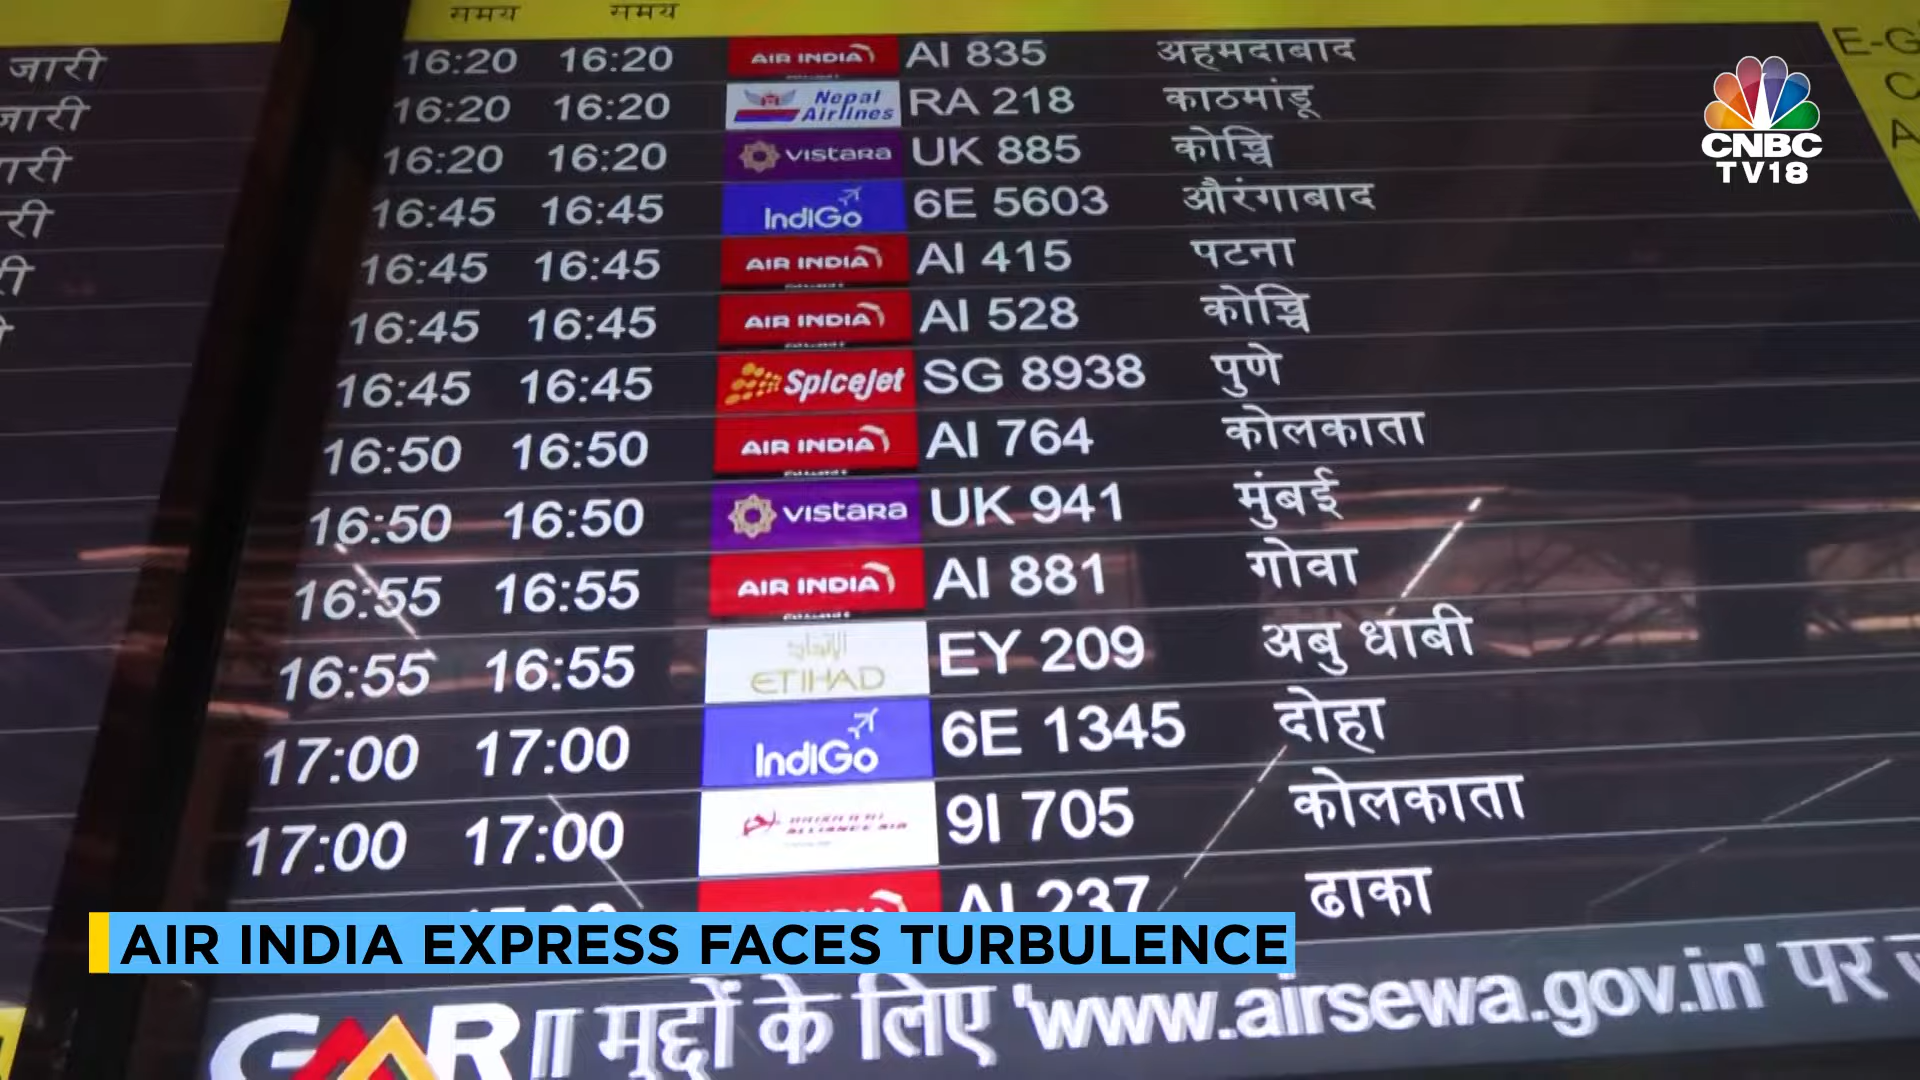 समय समय
जारी 16:20 16:20 AIR INDIA AI 835 अहमदाबाद
जारी 16:20 16:20 Nepal Airlines RA 218 काठमांडू
16:20 16:20 VISTARA UK 885 कोच्चि
16:45 16:45 IndiGo 6E 5603 औरंगाबाद
16:45 16:45 AIR INDIA AI 415 पटना
16:45 16:45 AIR INDIA AI 528 कोच्चि
16:45 16:45 SpiceJet SG 8938 पुणे
16:50 16:50 AIR INDIA AI 764 कोलकाता
16:50 16:50 VISTARA UK 941 मुंबई
16:55 16:55 AIR INDIA AI 881 गोवा
16:55 16:55 ETIHAD EY 209 अबु धाबी
17:00 17:00 IndiGo 6E 1345 दोहा
17:00 17:00 ALLIANCE AIR 9I 705 कोलकाता
AI 237 ढाका
CNBC
TV18
AIR INDIA EXPRESS FACES TURBULENCE
GMR मुद्दों के लिए 'www.airsewa.gov.in' पर